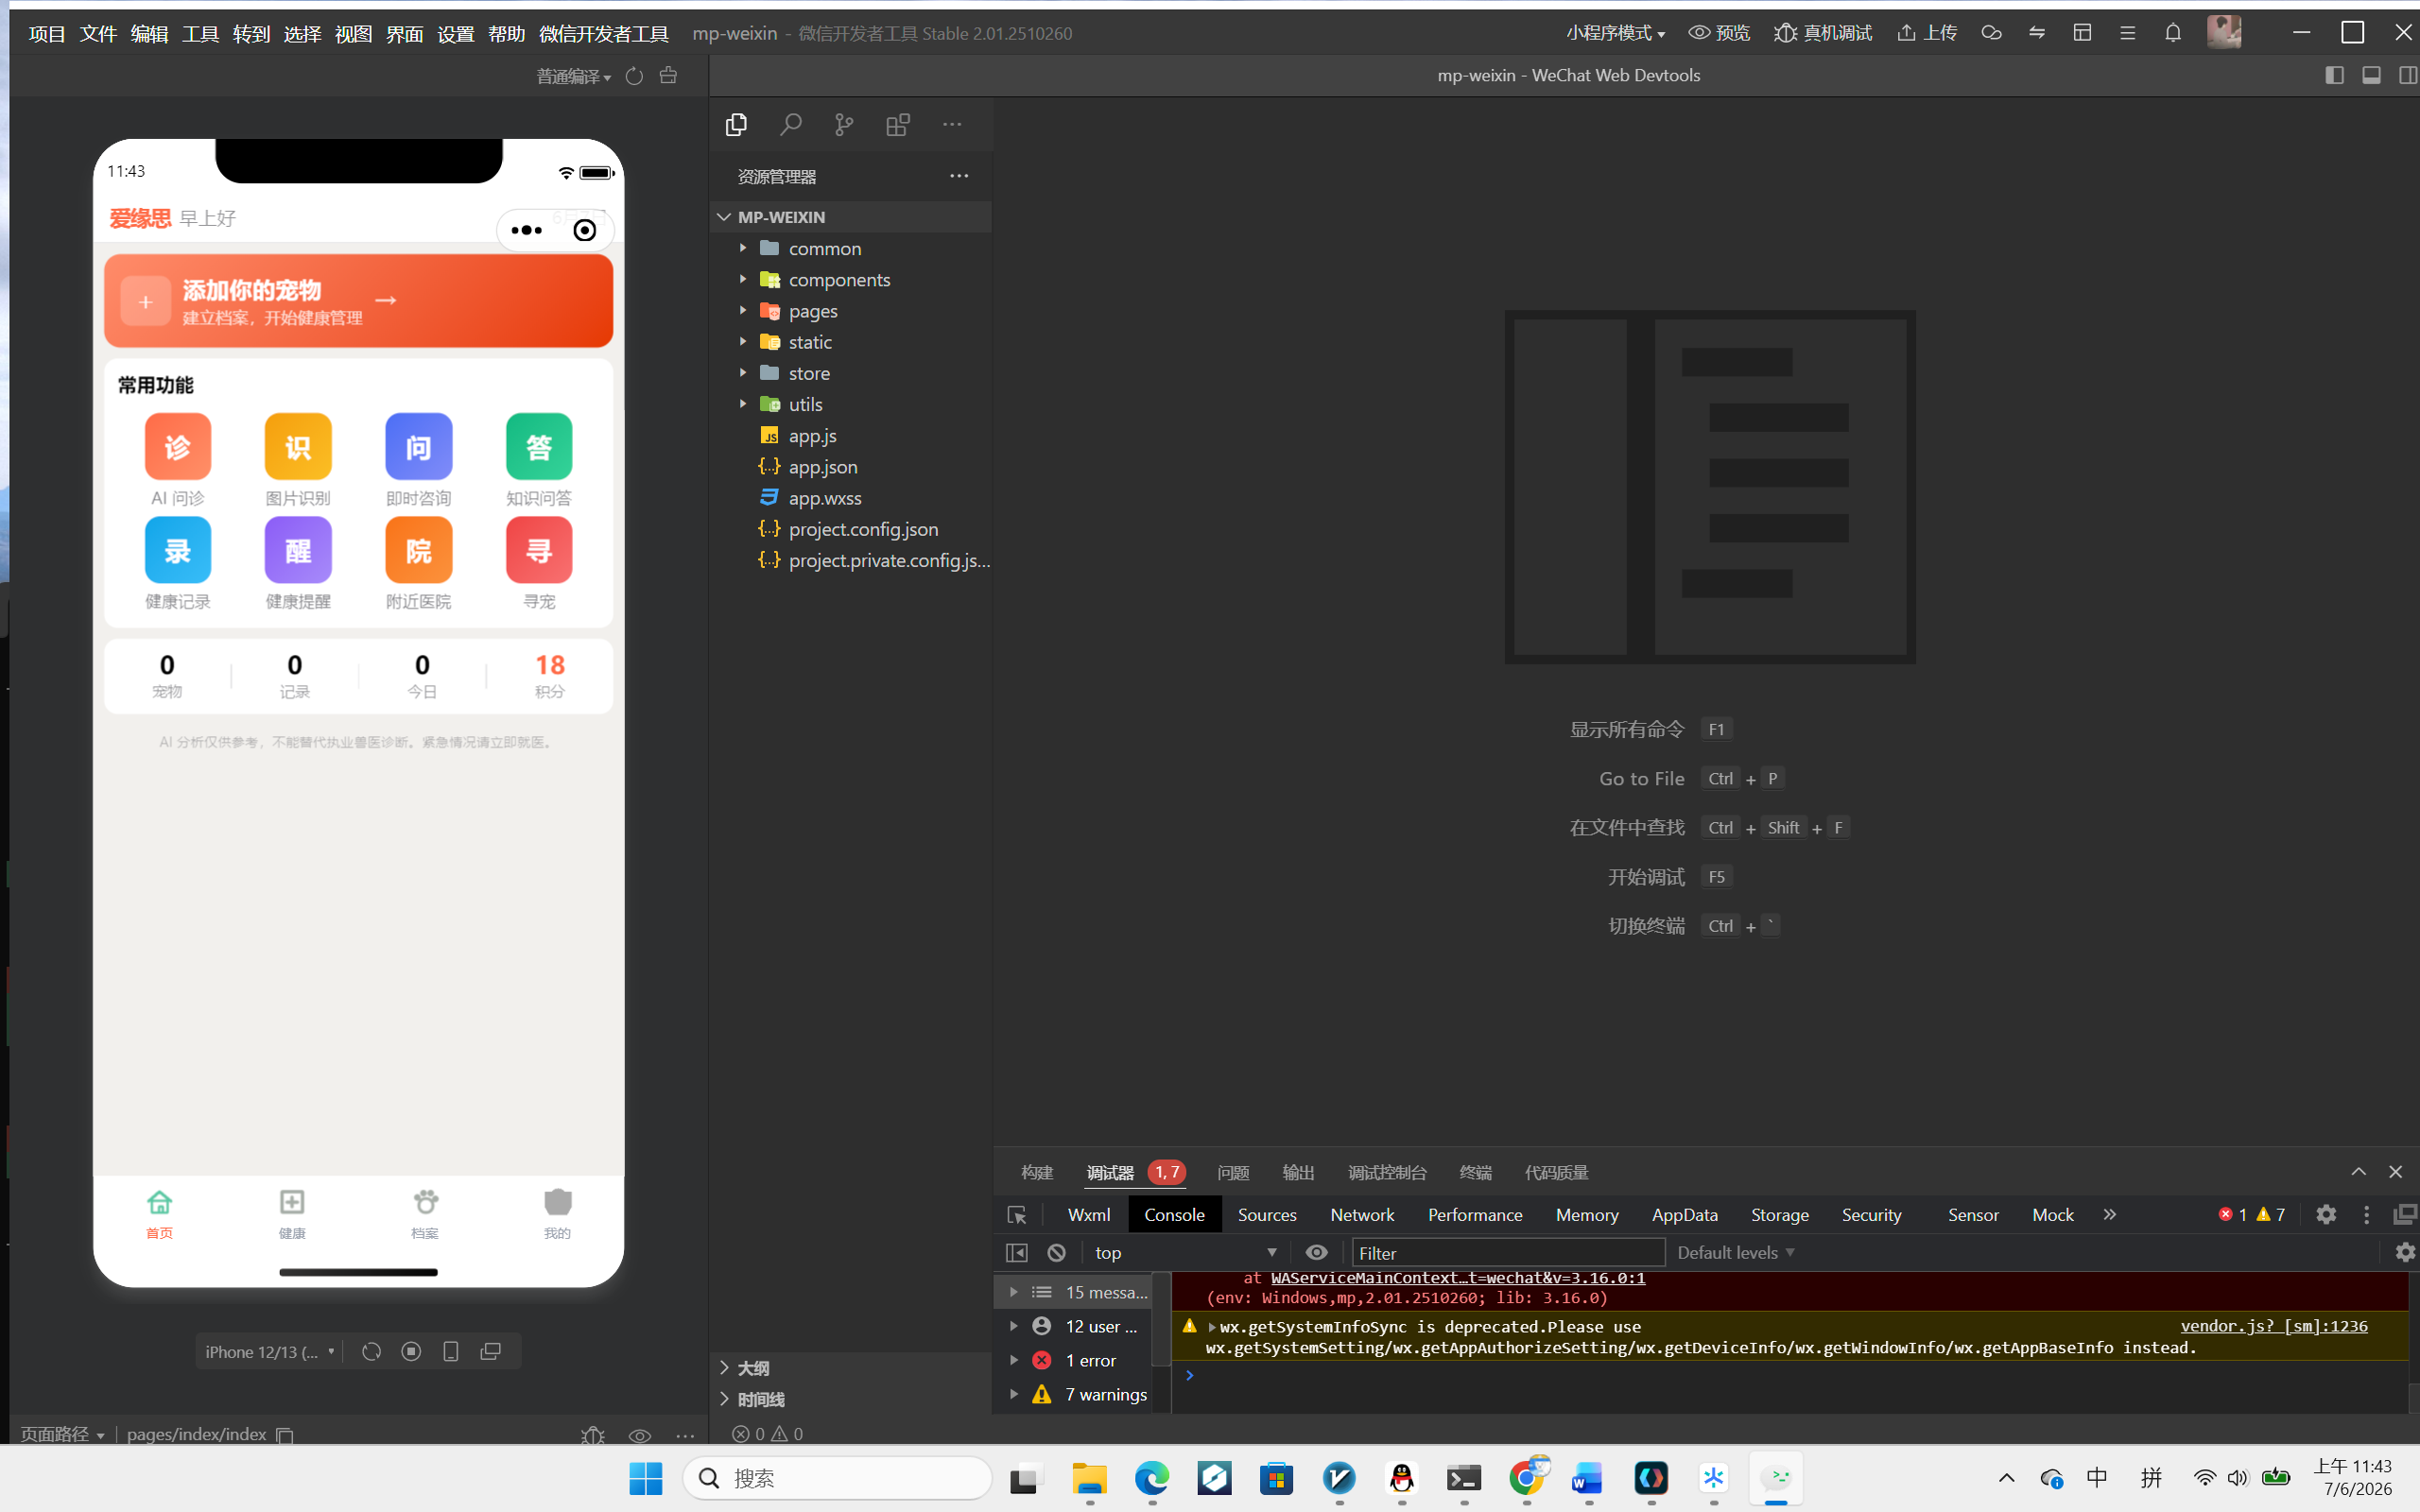 项目 文件 编辑 工具 转到 选择 视图 界面 设置 帮助 微信开发者工具 mp-weixin - 微信开发者工具 Stable 2.01.2510260
小程序模式 预览 真机调试 上传
普通编译
mp-weixin - WeChat Web Devtools
11:43
爱缘思 早上好
+
添加你的宠物 →
建立档案，开始健康管理
常用功能
诊 识 问 答
AI 问诊 图片识别 即时咨询 知识问答
录 醒 院 寻
健康记录 健康提醒 附近医院 寻宠
0 0 0 18
宠物 记录 今日 积分
AI 分析仅供参考，不能替代执业兽医诊断。紧急情况请立即就医。
首页 健康 档案 我的
iPhone 12/13 (...
页面路径 pages/index/index
资源管理器
MP-WEIXIN
common
components
pages
static
store
utils
app.js
app.json
app.wxss
project.config.json
project.private.config.js...
大纲
时间线
0 0
显示所有命令 F1
Go to File Ctrl + P
在文件中查找 Ctrl + Shift + F
开始调试 F5
切换终端 Ctrl + `
构建 调试器 1, 7 问题 输出 调试控制台 终端 代码质量
Wxml Console Sources Network Performance Memory AppData Storage Security Sensor Mock 1 7
top Filter Default levels
15 messa...
12 user ...
1 error
7 warnings
at WAServiceMainContext…t=wechat&v=3.16.0:1
(env: Windows,mp,2.01.2510260; lib: 3.16.0)
wx.getSystemInfoSync is deprecated.Please use vendor.js? [sm]:1236
wx.getSystemSetting/wx.getAppAuthorizeSetting/wx.getDeviceInfo/wx.getWindowInfo/wx.getAppBaseInfo instead.
搜索
中 拼
上午 11:43
7/6/2026